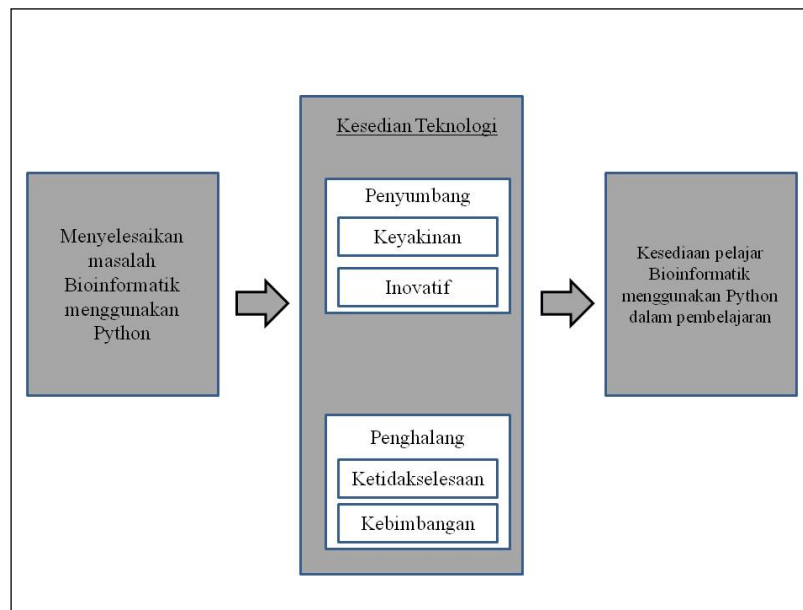 Menyelesaikan
masalah
Bioinformatik
menggunakan
Python
Kesedian Teknologi
Penyumbang
Keyakinan
Inovatif
Penghalang
Ketidakselesaan
Kebimbangan
Kesediaan pelajar
Bioinformatik
menggunakan Python
dalam pembelajaran